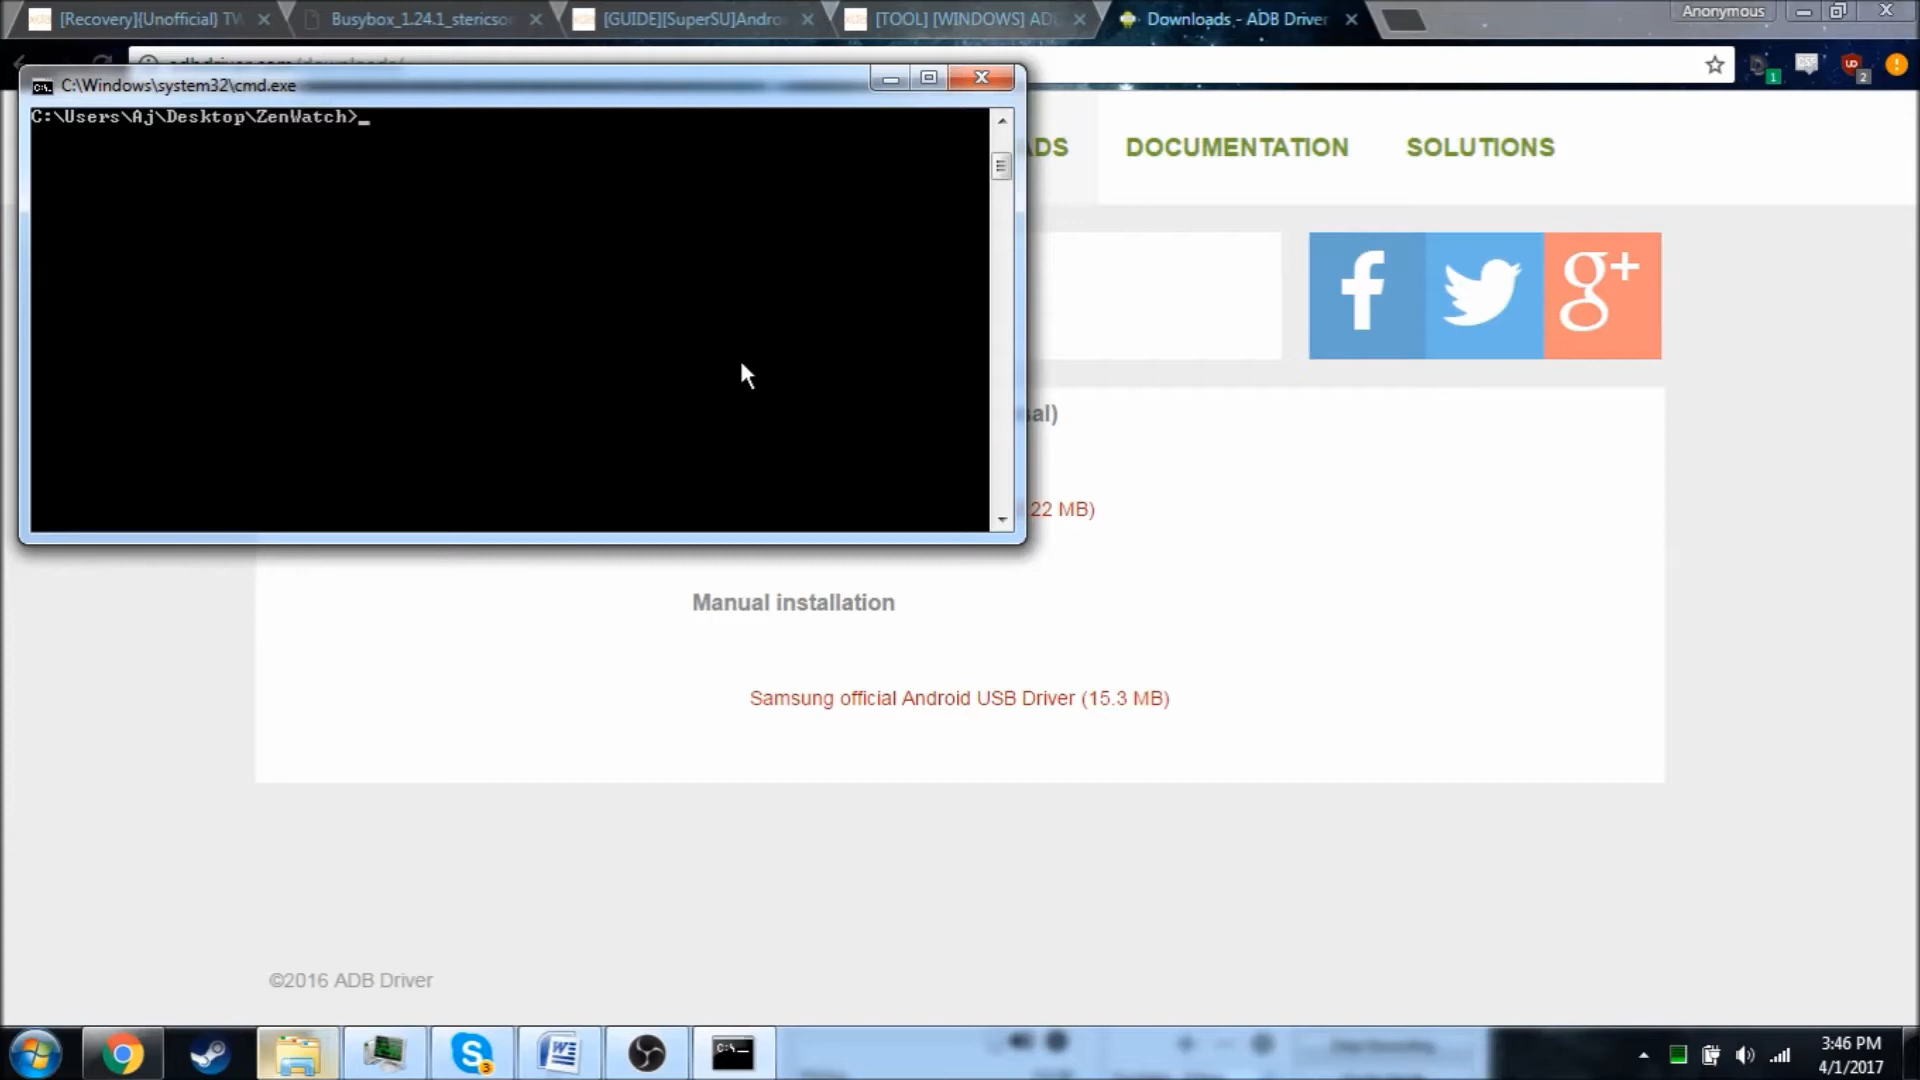 [Recovery][Unofficial] TW
Busybox_1.24.1_stericso
[GUIDE][SuperSU]Andro
[TOOL] [WINDOWS] AD
Downloads - ADB Driver
Anonymous
C:\Windows\system32\cmd.exe
C:\Users\Aj\Desktop\ZenWatch>_
ADS
DOCUMENTATION
SOLUTIONS
f
g+
sal)
.22 MB)
Manual installation
Samsung official Android USB Driver (15.3 MB)
©2016 ADB Driver
3:46 PM
4/1/2017